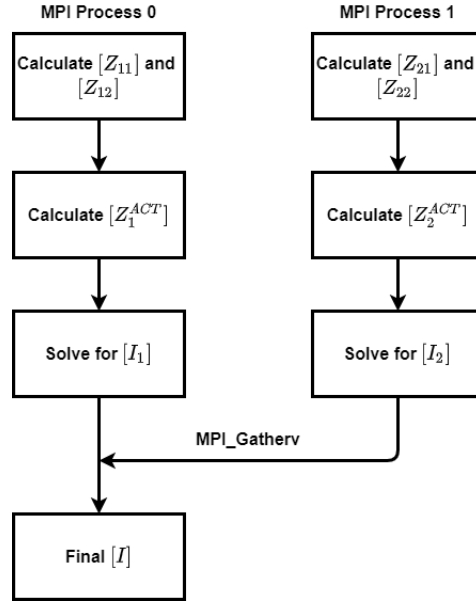 MPI Process 0
MPI Process 1
Calculate [Z₁₁] and
[Z₁₂]
Calculate [Z₂₁] and
[Z₂₂]
Calculate [Z₁ᴬᶜᵀ]
Calculate [Z₂ᴬᶜᵀ]
Solve for [I₁]
Solve for [I₂]
MPI_Gatherv
Final [I]